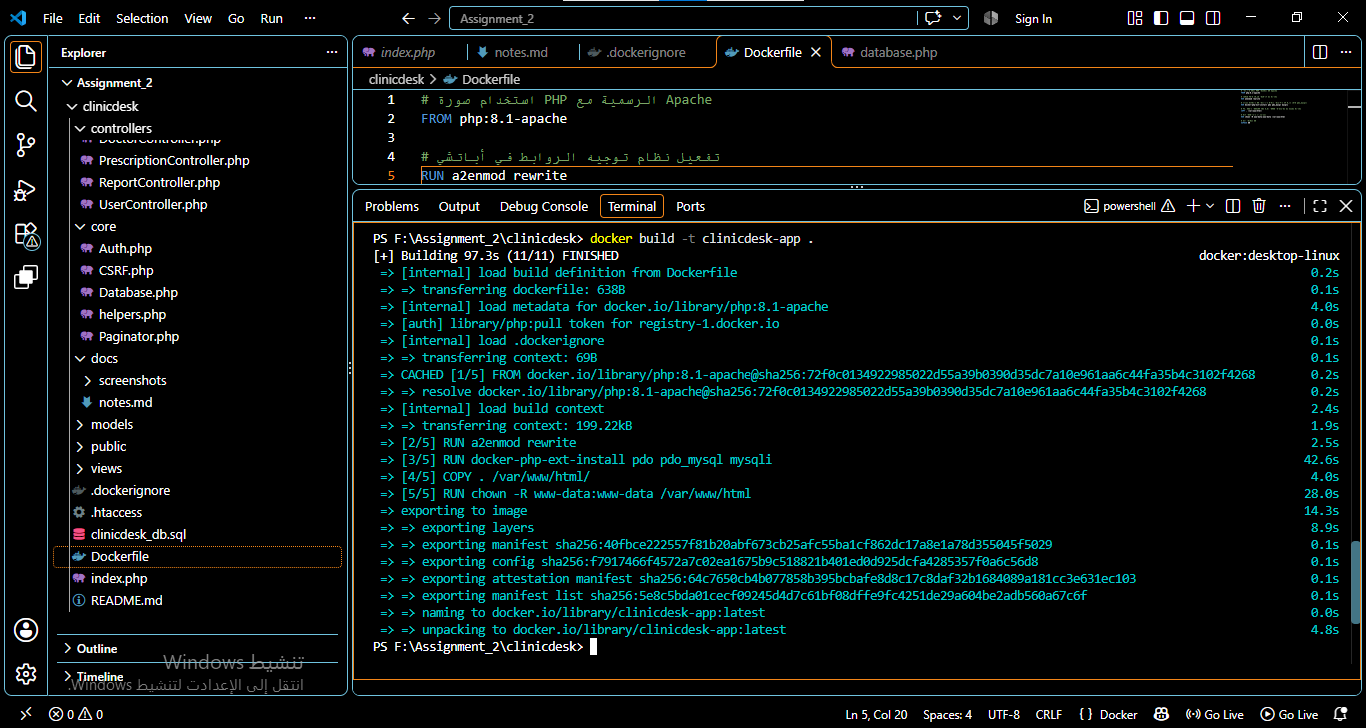 File Edit Selection View Go Run ··· Assignment_2 Sign In
Explorer ···
Assignment_2
clinicdesk
controllers
DoctorController.php
PrescriptionController.php
ReportController.php
UserController.php
core
Auth.php
CSRF.php
Database.php
helpers.php
Paginator.php
docs
screenshots
notes.md
models
public
views
.dockerignore
.htaccess
clinicdesk_db.sql
Dockerfile
index.php
README.md
Outline
Timeline
index.php notes.md .dockerignore Dockerfile database.php
clinicdesk > Dockerfile
1 # استخدام صورة PHP الرسمية مع Apache
2 FROM php:8.1-apache
3
4 # تفعيل نظام توجيه الروابط في أباتشي
5 RUN a2enmod rewrite
Problems Output Debug Console Terminal Ports powershell
PS F:\Assignment_2\clinicdesk> docker build -t clinicdesk-app .
[+] Building 97.3s (11/11) FINISHED docker:desktop-linux
=> [internal] load build definition from Dockerfile 0.2s
=> => transferring dockerfile: 638B 0.1s
=> [internal] load metadata for docker.io/library/php:8.1-apache 4.0s
=> [auth] library/php:pull token for registry-1.docker.io 0.0s
=> [internal] load .dockerignore 0.1s
=> => transferring context: 69B 0.1s
=> CACHED [1/5] FROM docker.io/library/php:8.1-apache@sha256:72f0c0134922985022d55a39b0390d35dc7a10e961aa6c44fa35b4c3102f4268 0.2s
=> => resolve docker.io/library/php:8.1-apache@sha256:72f0c0134922985022d55a39b0390d35dc7a10e961aa6c44fa35b4c3102f4268 0.2s
=> [internal] load build context 2.4s
=> => transferring context: 199.22kB 1.9s
=> [2/5] RUN a2enmod rewrite 2.5s
=> [3/5] RUN docker-php-ext-install pdo pdo_mysql mysqli 42.6s
=> [4/5] COPY . /var/www/html/ 4.0s
=> [5/5] RUN chown -R www-data:www-data /var/www/html 28.0s
=> exporting to image 14.3s
=> => exporting layers 8.9s
=> => exporting manifest sha256:40fbce222557f81b20abf673cb25afc55ba1cf862dc17a8e1a78d355045f5029 0.1s
=> => exporting config sha256:f7917466f4572a7c02ea1675b9c518821b401ed0d925dcfa4285357f0a6c56d8 0.1s
=> => exporting attestation manifest sha256:64c7650cb4b077858b395bcbafe8d8c17c8daf32b1684089a181cc3e631ec103 0.1s
=> => exporting manifest list sha256:5e8c5bda01cecf09245d4d7c61bf08dffe9fc4251de29a604be2adb560a67c6f 0.1s
=> => naming to docker.io/library/clinicdesk-app:latest 0.0s
=> => unpacking to docker.io/library/clinicdesk-app:latest 4.8s
PS F:\Assignment_2\clinicdesk>
تنشيط Windows
انتقل إلى الإعدادت لتنشيط Windows.
0 0 Ln 5, Col 20 Spaces: 4 UTF-8 CRLF { } Docker Go Live Go Live